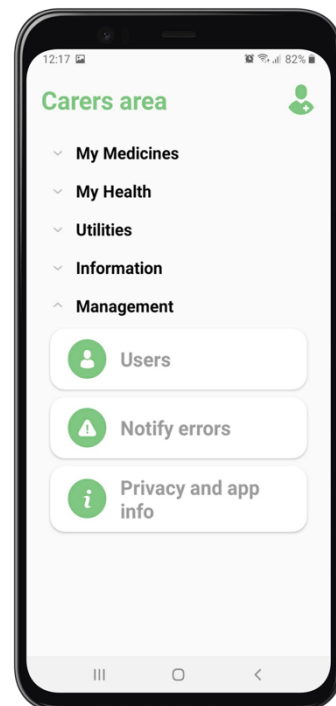 12:17 82%
Carers area
My Medicines
My Health
Utilities
Information
Management
Users
Notify errors
Privacy and app
info